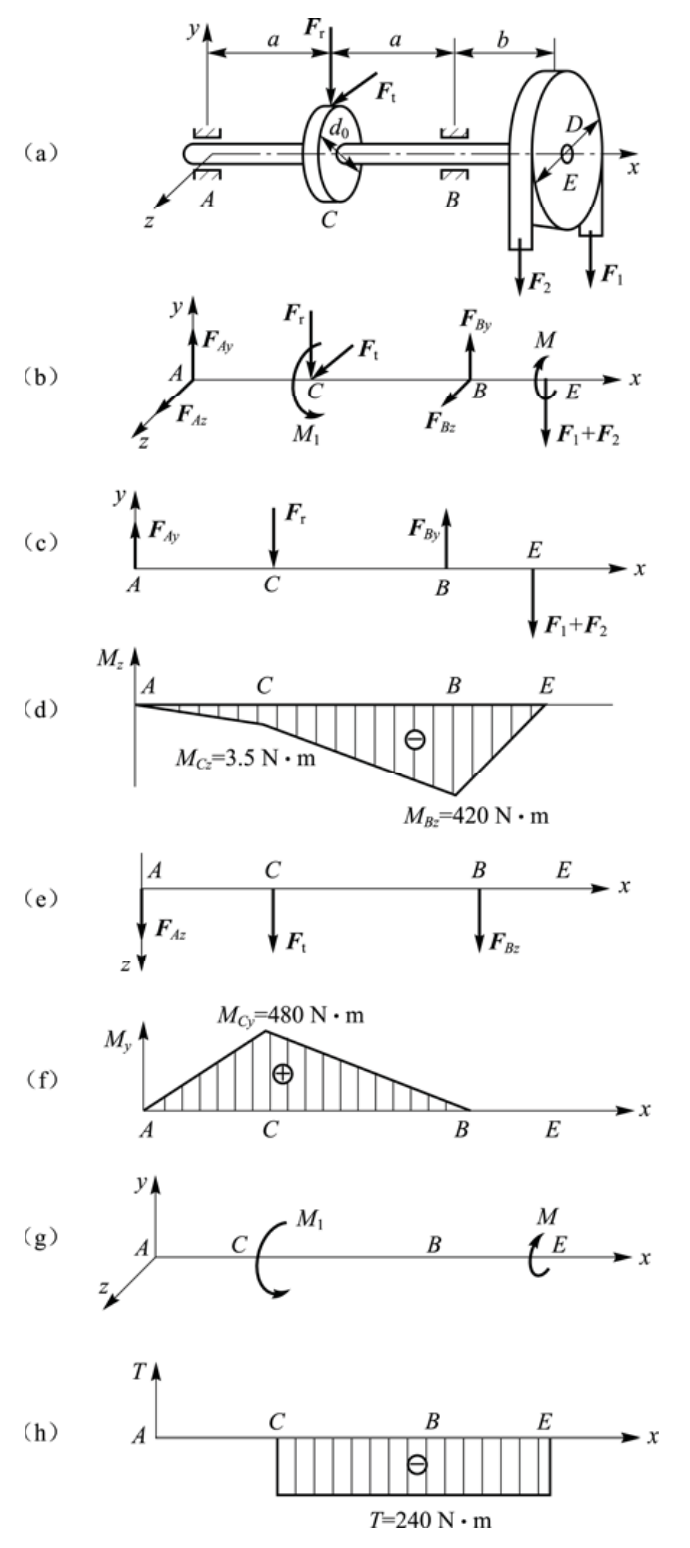 (a)
y
a
a
b
Fr
Ft
d0
D
E
x
z
A
C
B
F2
F1
(b)
y
FAy
Fr
Ft
FBy
M
A
C
B
E
x
FAz
z
M1
FBz
F1+F2
(c)
y
FAy
Fr
FBy
E
x
A
C
B
F1+F2
(d)
Mz
A
C
B
E
⊖
MCz=3.5 N·m
MBz=420 N·m
(e)
A
C
B
E
x
FAz
Ft
FBz
z
(f)
MCy=480 N·m
My
⊕
x
A
C
B
E
(g)
y
M1
M
A
C
B
E
x
z
(h)
T
C
B
E
A
x
⊖
T=240 N·m